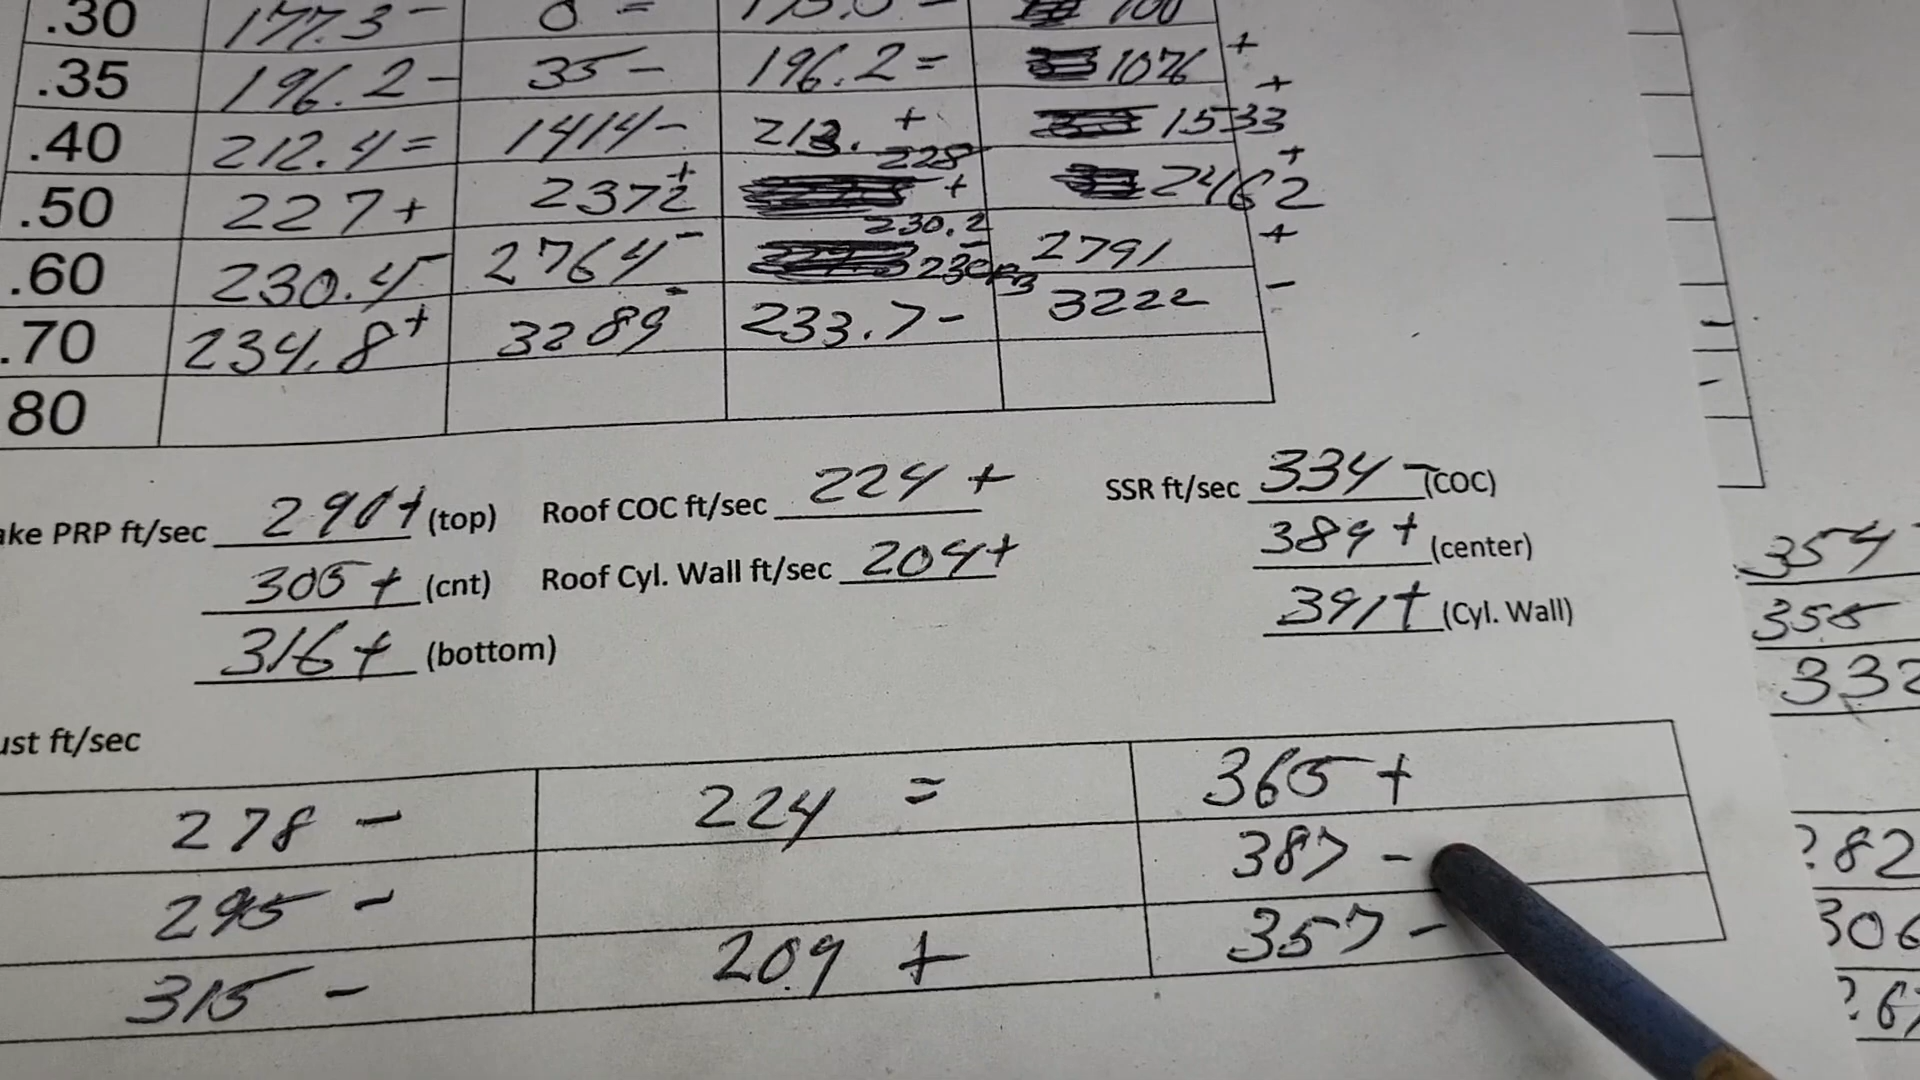 .30 177.3 - 0 = 100
.35 196.2 - 35 - 196.2 = 1076 +
.40 212.4 = 1414 - 213. + 1533 +
.50 227 + 2372 + 228 + 2462 +
.60 230.4 - 2764 - 230.2 - 2791 +
.70 234.8 + 3289 - 233.7 - 3222 -
80
ake PRP ft/sec 290 + (top) Roof COC ft/sec 224 + SSR ft/sec 334 - (COC)
305 + (cnt) Roof Cyl. Wall ft/sec 204 + 389 + (center)
316 + (bottom) 391 + (Cyl. Wall)
ust ft/sec
278 - 224 = 365 +
295 - 387 -
315 - 209 + 357 -
354
355
332
82
306